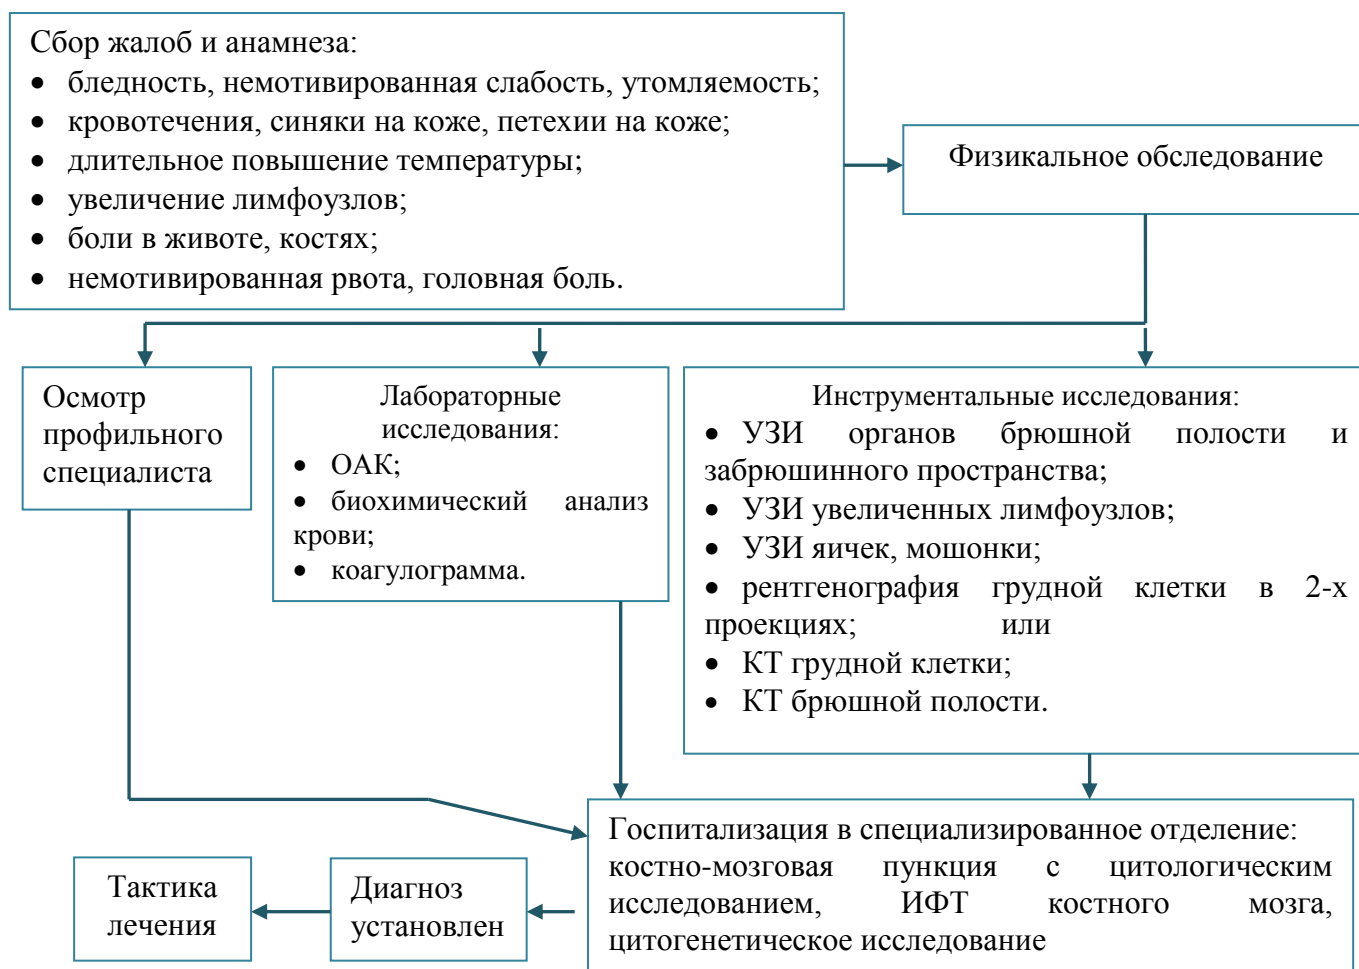 Сбор жалоб и анамнеза:
• бледность, немотивированная слабость, утомляемость;
• кровотечения, синяки на коже, петехии на коже;
• длительное повышение температуры;
• увеличение лимфоузлов;
• боли в животе, костях;
• немотивированная рвота, головная боль.
Физикальное обследование
Осмотр
профильного
специалиста
Лабораторные
исследования:
• ОАК;
• биохимический анализ
крови;
• коагулограмма.
Инструментальные исследования:
• УЗИ органов брюшной полости и
забрюшинного пространства;
• УЗИ увеличенных лимфоузлов;
• УЗИ яичек, мошонки;
• рентгенография грудной клетки в 2-х
проекциях; или
• КТ грудной клетки;
• КТ брюшной полости.
Госпитализация в специализированное отделение:
костно-мозговая пункция с цитологическим
исследованием, ИФТ костного мозга,
цитогенетическое исследование
Диагноз
установлен
Тактика
лечения